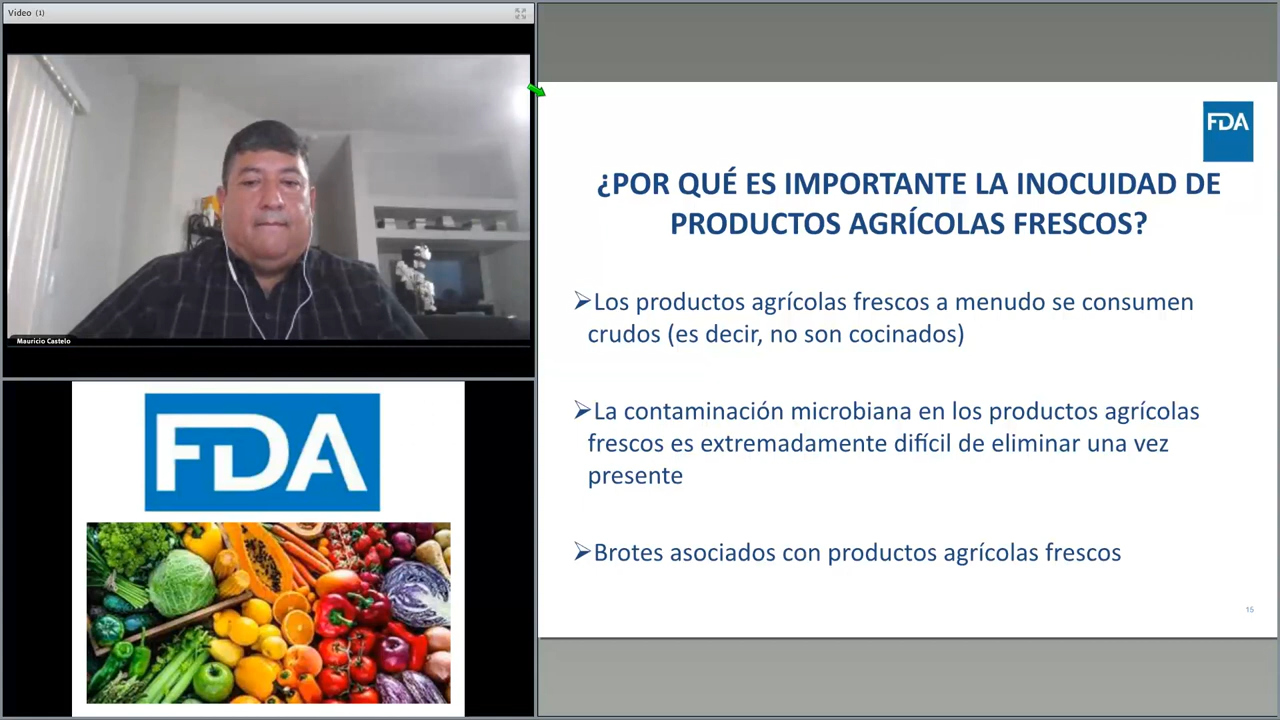 Video (1)
Mauricio Castelo
FDA
FDA
¿POR QUÉ ES IMPORTANTE LA INOCUIDAD DE
PRODUCTOS AGRÍCOLAS FRESCOS?
➢Los productos agrícolas frescos a menudo se consumen
crudos (es decir, no son cocinados)
➢La contaminación microbiana en los productos agrícolas
frescos es extremadamente difícil de eliminar una vez
presente
➢Brotes asociados con productos agrícolas frescos
15